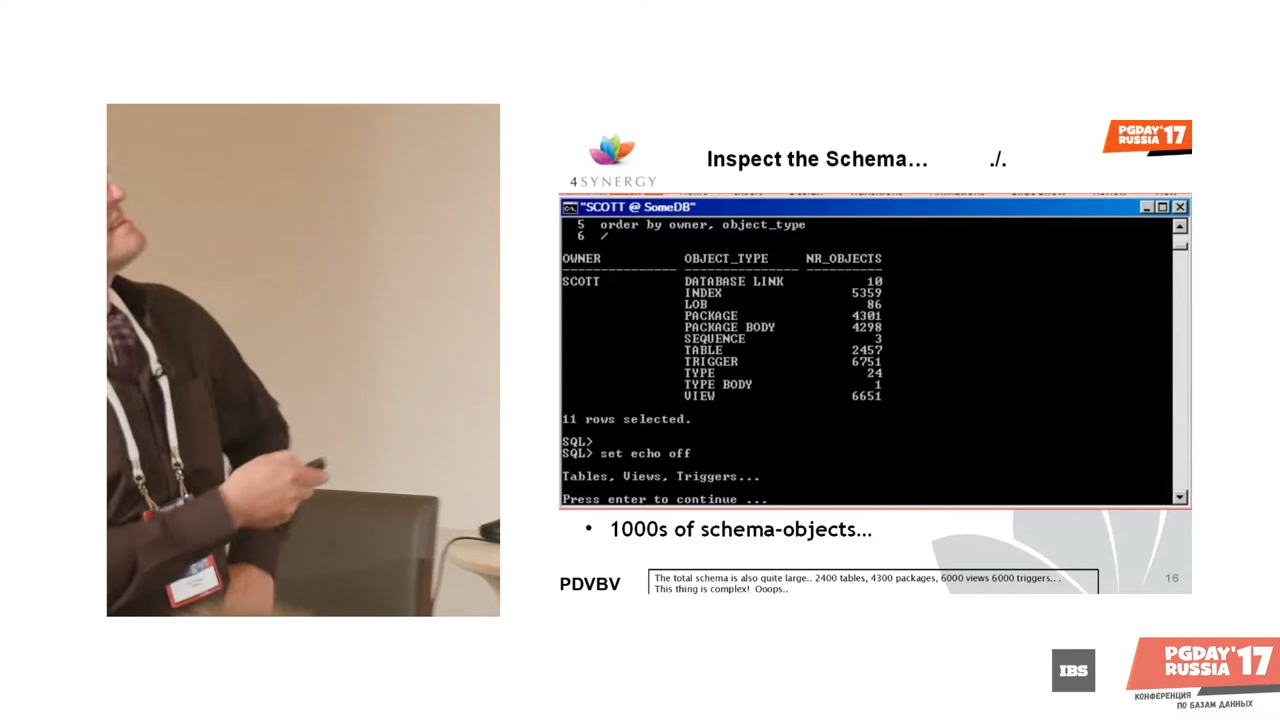 Inspect the Schema… ./.
PGDAY'17
RUSSIA
4SYNERGY
"SCOTT @ SomeDB"
5 order by owner, object_type
6 /
OWNER OBJECT_TYPE NR_OBJECTS
SCOTT DATABASE LINK 10
INDEX 5359
LOB 86
PACKAGE 4301
PACKAGE BODY 4298
SEQUENCE 3
TABLE 2457
TRIGGER 6751
TYPE 24
TYPE BODY 1
VIEW 6651
11 rows selected.
SQL>
SQL> set echo off
Tables, Views, Triggers...
Press enter to continue ...
• 1000s of schema-objects…
PDVBV
The total schema is also quite large.. 2400 tables, 4300 packages, 6000 views 6000 triggers.. .
This thing is complex! Ooops..
16
IBS
PGDAY'17
RUSSIA
КОНФЕРЕНЦИЯ
ПО БАЗАМ ДАННЫХ